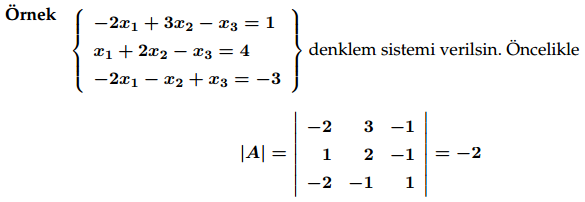 Örnek
−2x₁ + 3x₂ − x₃ = 1
x₁ + 2x₂ − x₃ = 4
−2x₁ − x₂ + x₃ = −3
denklem sistemi verilsin. Öncelikle
−2 3 −1
|A| = 1 2 −1 = −2
−2 −1 1